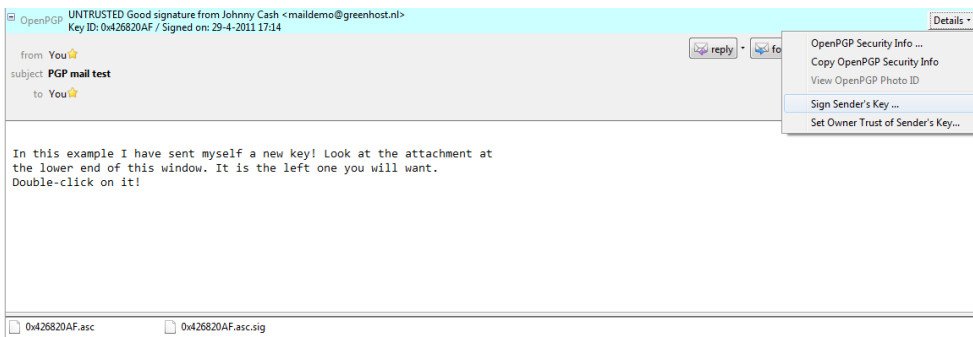 OpenPGP UNTRUSTED Good signature from Johnny Cash <maildemo@greenhost.nl>
Key ID: 0x426820AF / Signed on: 29-4-2011 17:14
Details
from You
subject PGP mail test
to You
reply
fo
OpenPGP Security Info ...
Copy OpenPGP Security Info
View OpenPGP Photo ID
Sign Sender's Key ...
Set Owner Trust of Sender's Key...
In this example I have sent myself a new key! Look at the attachment at
the lower end of this window. It is the left one you will want.
Double-click on it!
0x426820AF.asc 0x426820AF.asc.sig